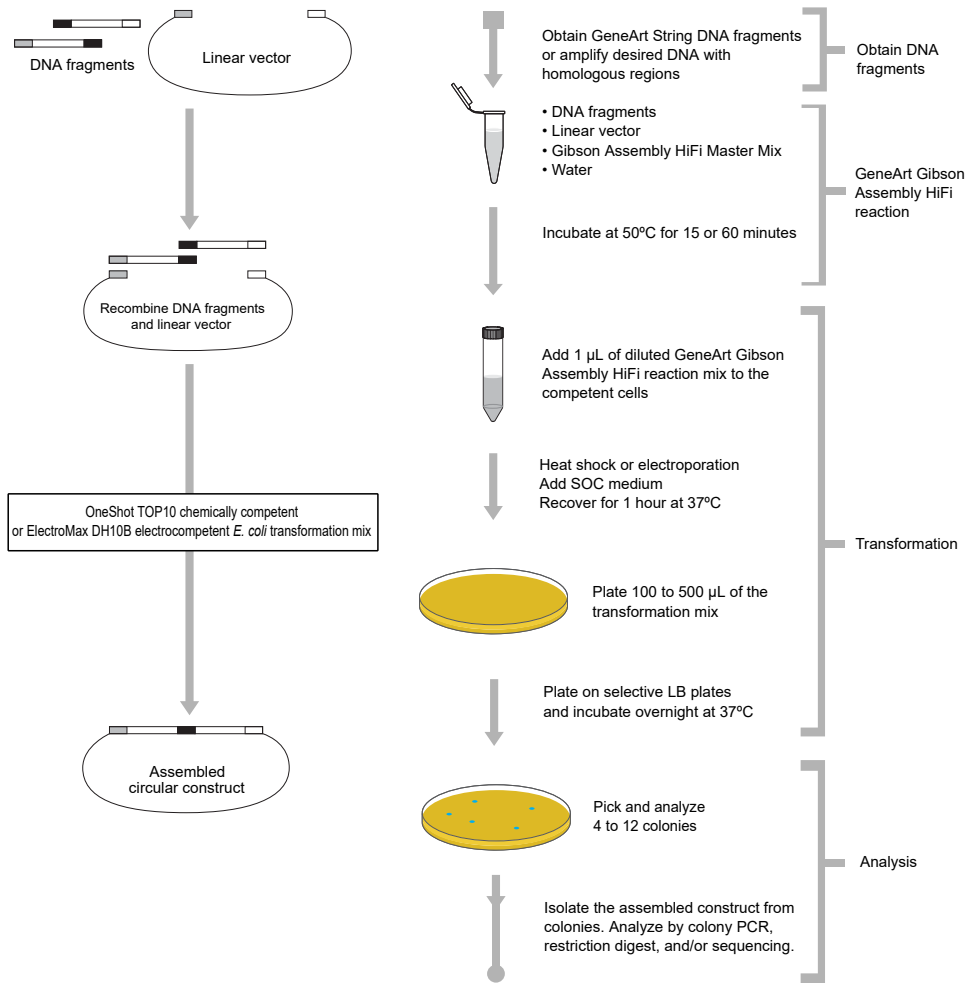 DNA fragments
Linear vector
Recombine DNA fragments
and linear vector
OneShot TOP10 chemically competent
or ElectroMax DH10B electrocompetent E. coli transformation mix
Assembled
circular construct
Obtain GeneArt String DNA fragments
or amplify desired DNA with
homologous regions
Obtain DNA
fragments
• DNA fragments
• Linear vector
• Gibson Assembly HiFi Master Mix
• Water
Incubate at 50ºC for 15 or 60 minutes
GeneArt Gibson
Assembly HiFi
reaction
Add 1 µL of diluted GeneArt Gibson
Assembly HiFi reaction mix to the
competent cells
Heat shock or electroporation
Add SOC medium
Recover for 1 hour at 37ºC
Plate 100 to 500 µL of the
transformation mix
Plate on selective LB plates
and incubate overnight at 37ºC
Transformation
Pick and analyze
4 to 12 colonies
Isolate the assembled construct from
colonies. Analyze by colony PCR,
restriction digest, and/or sequencing.
Analysis